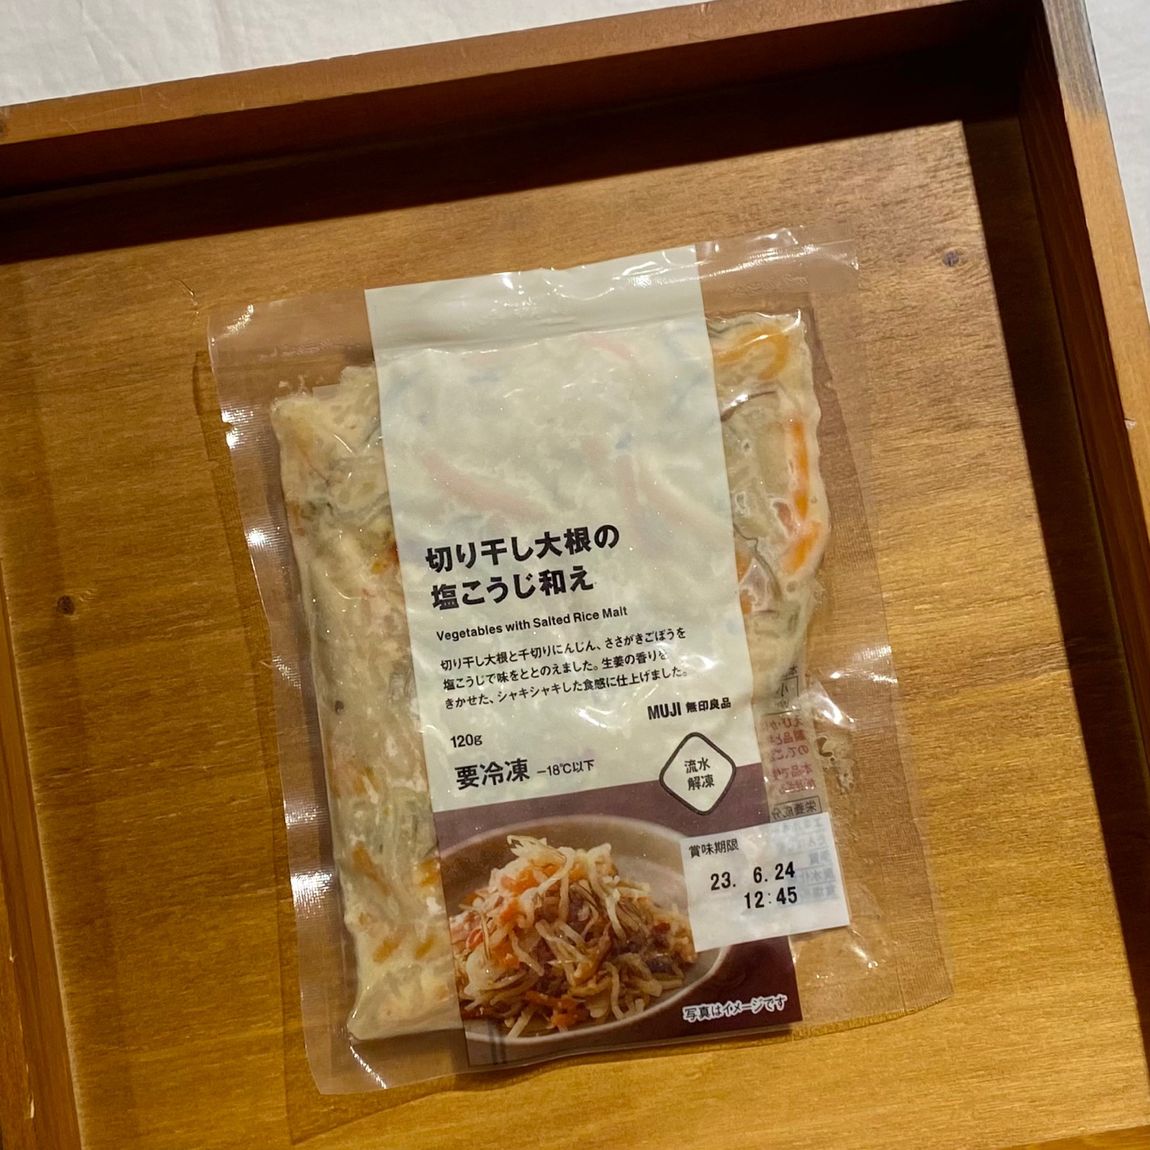 切り干し大根の
塩こうじ和え
Vegetables with Salted Rice Malt
切り干し大根と千切りにんじん、ささがきごぼうを
塩こうじで味をととのえました。生姜の香りを
きかせた、シャキシャキした食感に仕上げました。
MUJI 無印良品
120g
要冷凍 −18℃以下
流水
解凍
賞味期限
23. 6. 24
12:45
写真はイメージです
栄養成分